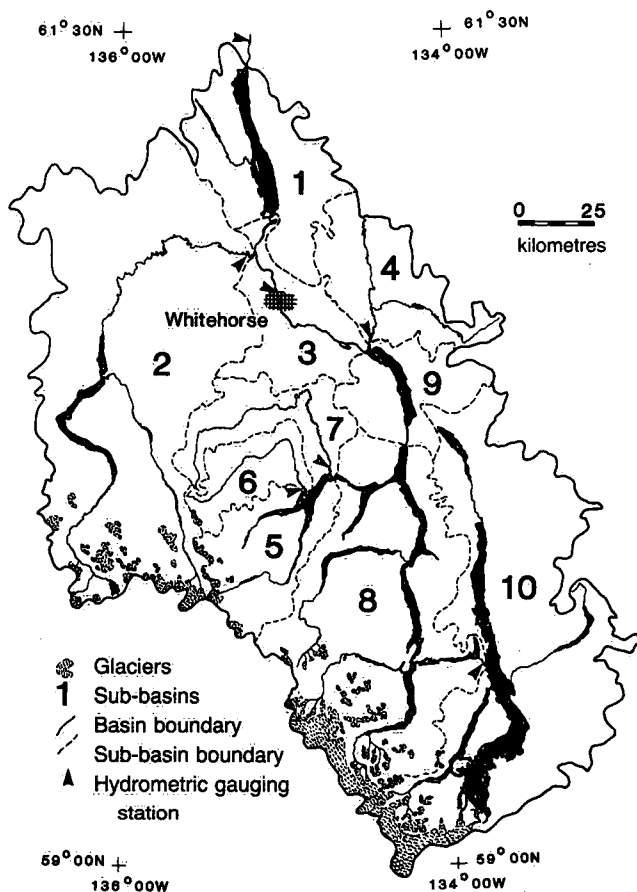 61° 30N
136° 00W
61° 30N
134° 00W
1
0 25
kilometres
4
Whitehorse
2
3
9
7
6
5
8
10
Glaciers
1 Sub-basins
Basin boundary
Sub-basin boundary
Hydrometric gauging
station
59° 00N
136° 00W
59° 00N
134° 00W